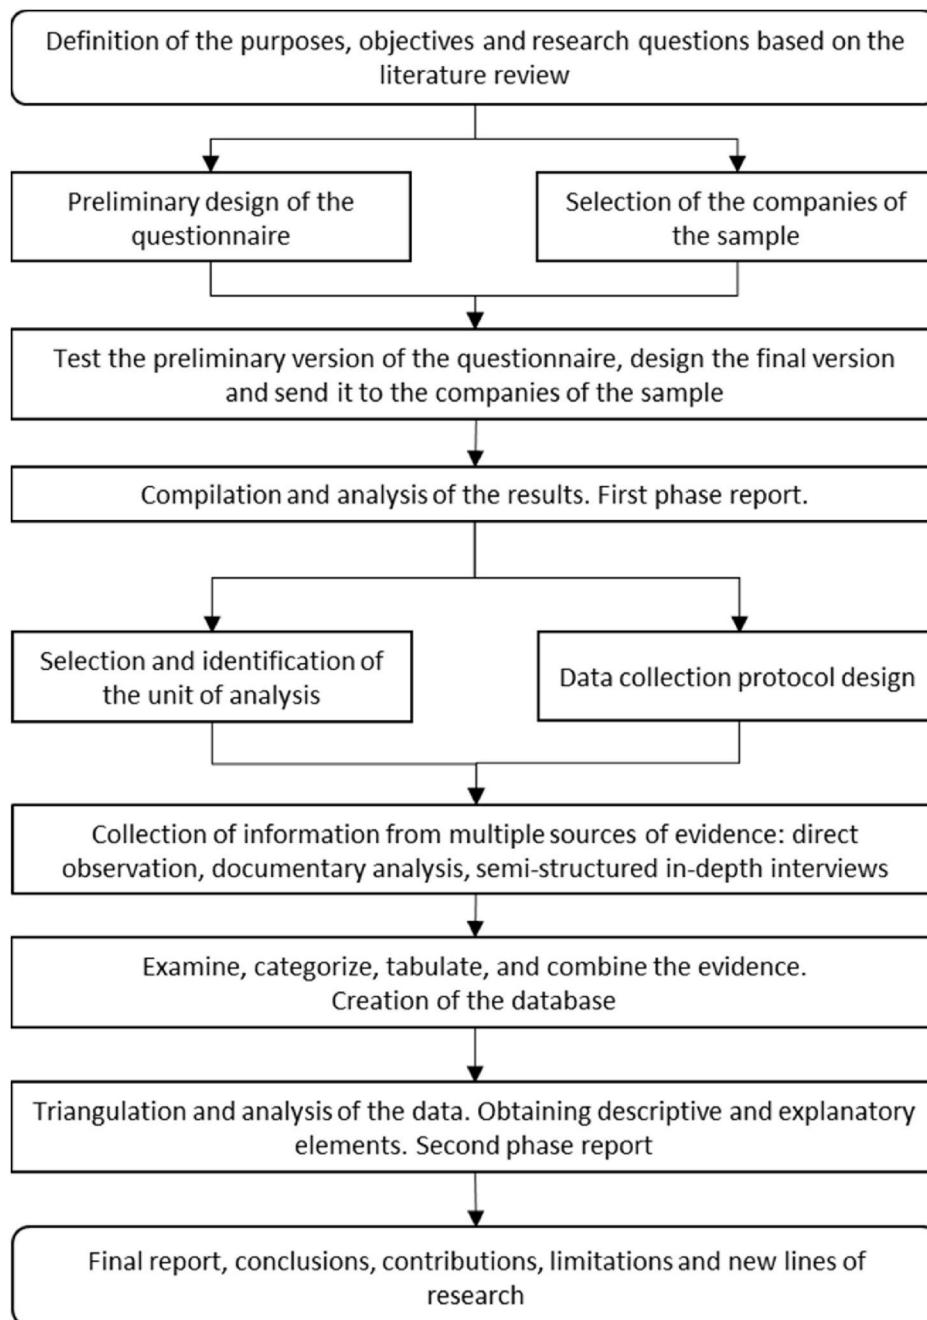 Definition of the purposes, objectives and research questions based on the
literature review
Preliminary design of the
questionnaire
Selection of the companies of
the sample
Test the preliminary version of the questionnaire, design the final version
and send it to the companies of the sample
Compilation and analysis of the results. First phase report.
Selection and identification of
the unit of analysis
Data collection protocol design
Collection of information from multiple sources of evidence: direct
observation, documentary analysis, semi-structured in-depth interviews
Examine, categorize, tabulate, and combine the evidence.
Creation of the database
Triangulation and analysis of the data. Obtaining descriptive and explanatory
elements. Second phase report
Final report, conclusions, contributions, limitations and new lines of
research